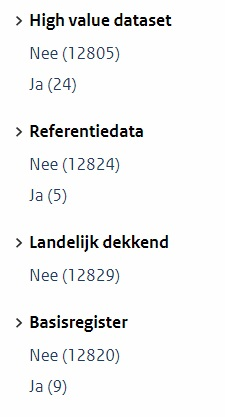 High value dataset
Nee (12805)
Ja (24)
Referentiedata
Nee (12824)
Ja (5)
Landelijk dekkend
Nee (12829)
Basisregister
Nee (12820)
Ja (9)